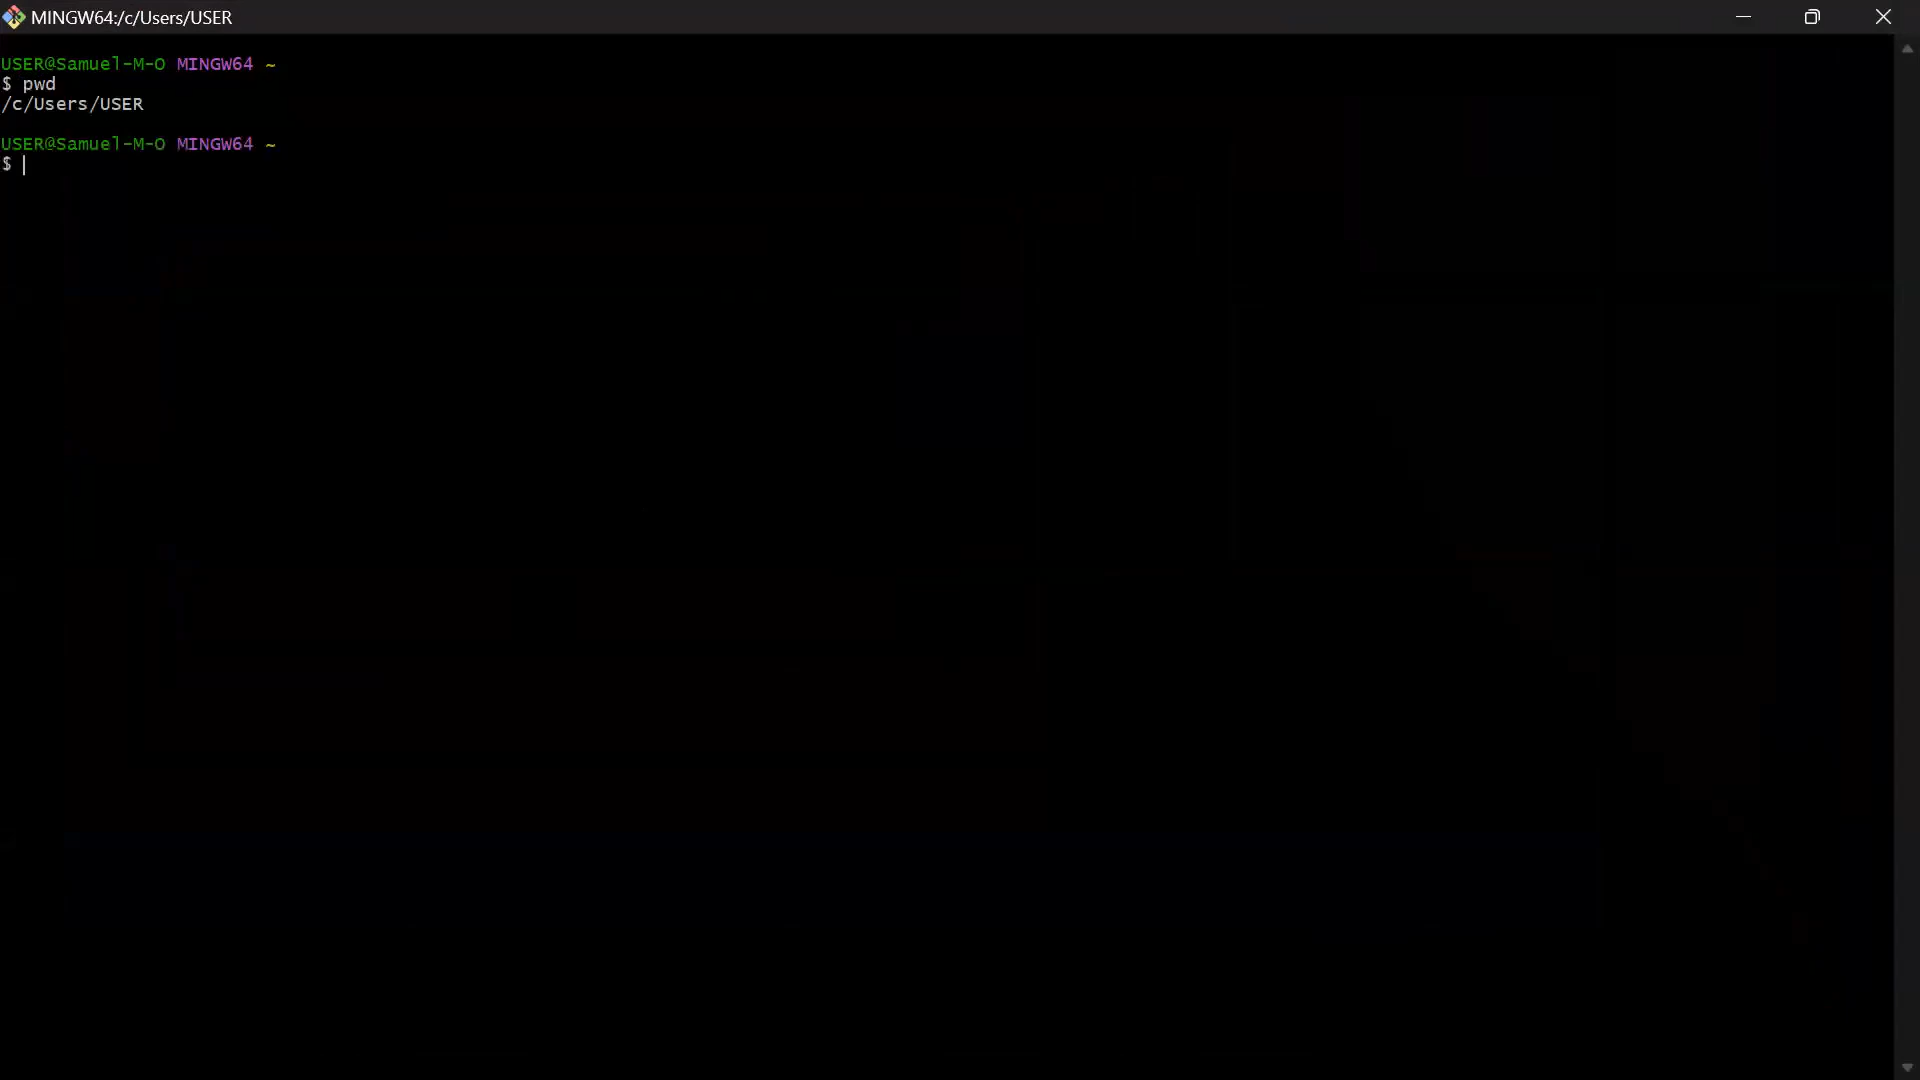 MINGW64:/c/Users/USER
USER@Samuel-M-O MINGW64 ~
$ pwd
/c/Users/USER
USER@Samuel-M-O MINGW64 ~
$